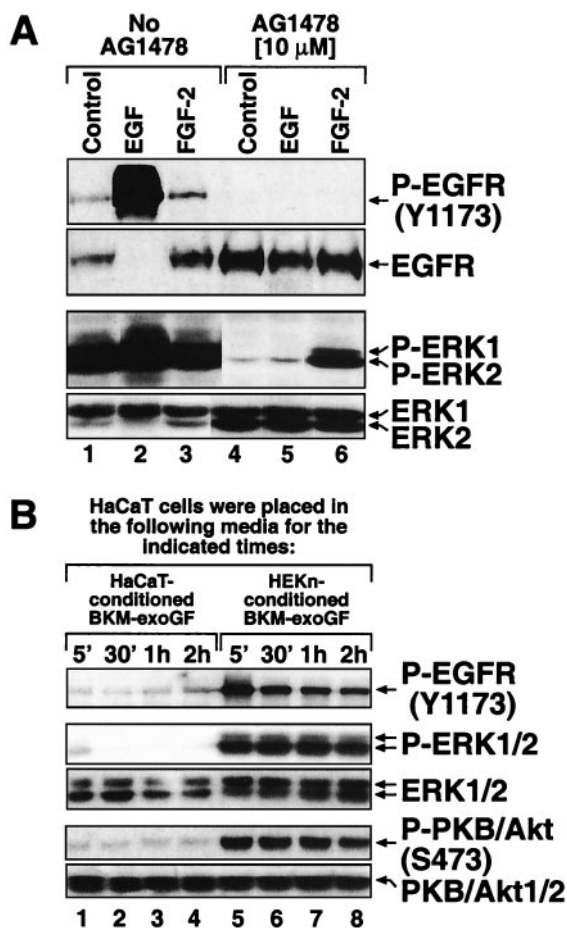 A
No
AG1478
AG1478
[10 µM]
Control
EGF
FGF-2
Control
EGF
FGF-2
P-EGFR
(Y1173)
EGFR
P-ERK1
P-ERK2
ERK1
ERK2
1 2 3 4 5 6
B
HaCaT cells were placed in
the following media for the
indicated times:
HaCaT-
conditioned
BKM-exoGF
HEKn-
conditioned
BKM-exoGF
5' 30' 1h 2h 5' 30' 1h 2h
P-EGFR
(Y1173)
P-ERK1/2
ERK1/2
P-PKB/Akt
(S473)
PKB/Akt1/2
1 2 3 4 5 6 7 8